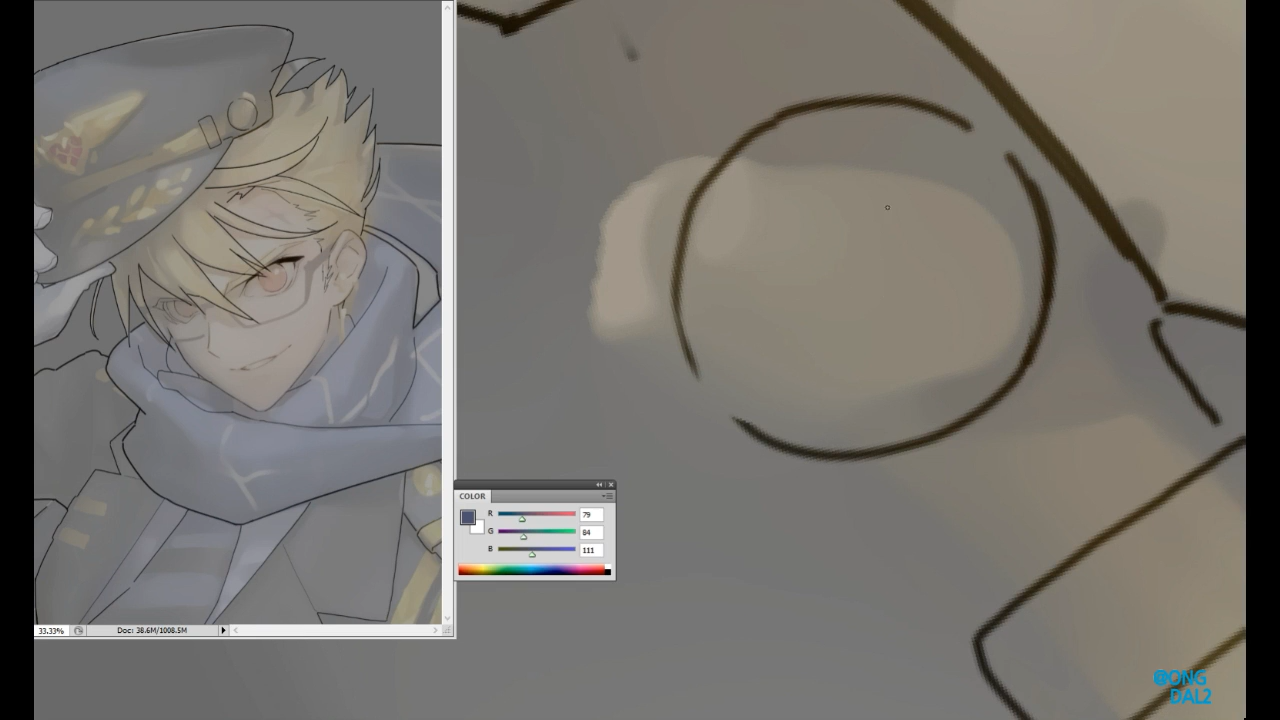 COLOR
R 79
G 84
B 111
33.33%
Doc: 38.6M/1008.5M
@ONG
DAL2